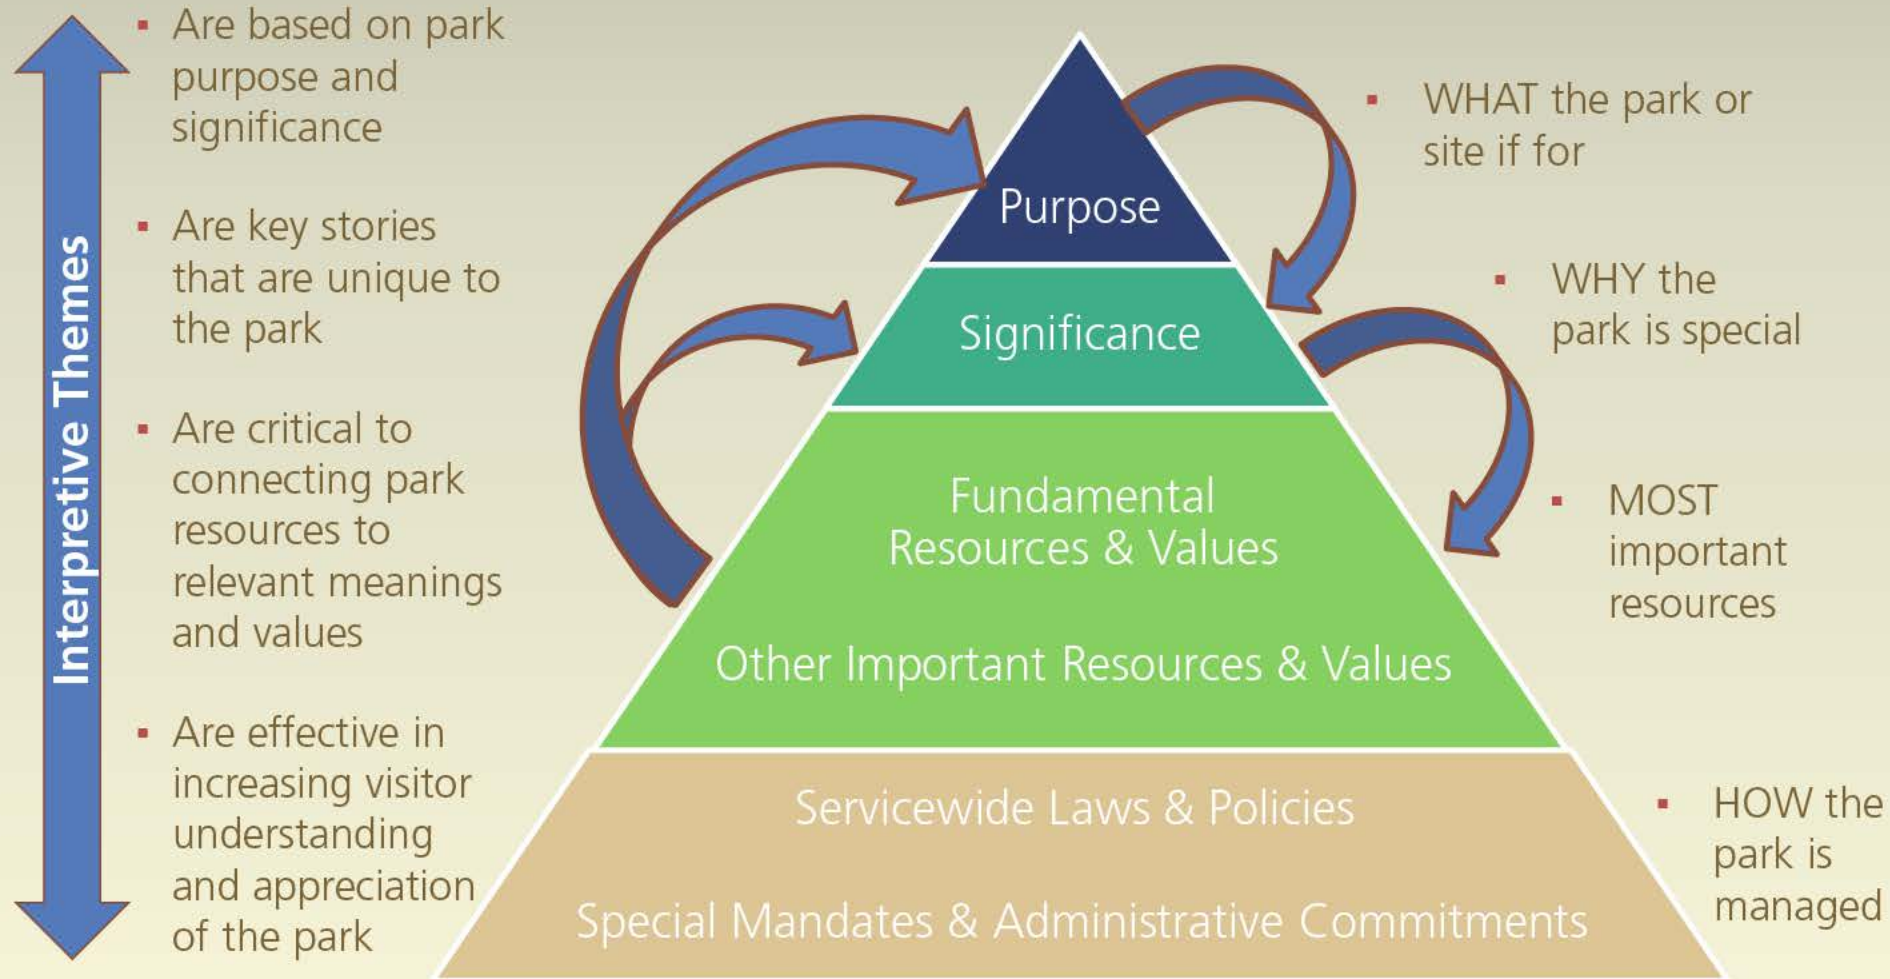 Interpretive Themes
▪ Are based on park
purpose and
significance
▪ Are key stories
that are unique to
the park
▪ Are critical to
connecting park
resources to
relevant meanings
and values
▪ Are effective in
increasing visitor
understanding
and appreciation
of the park
Purpose
Significance
Fundamental
Resources & Values
Other Important Resources & Values
Servicewide Laws & Policies
Special Mandates & Administrative Commitments
▪ WHAT the park or
site if for
▪ WHY the
park is special
▪ MOST
important
resources
▪ HOW the
park is
managed